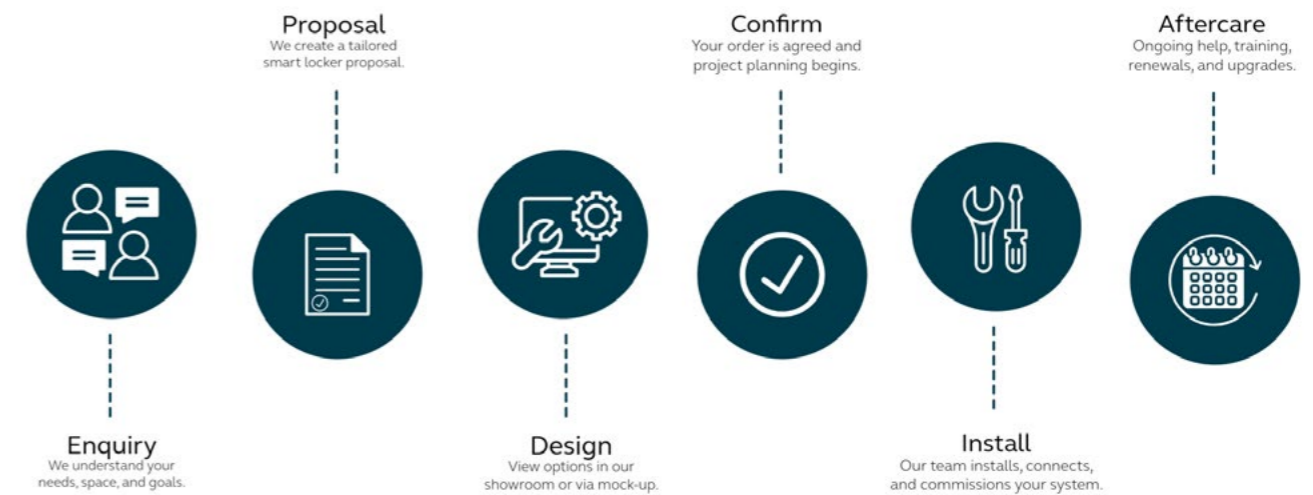 Enquiry
We understand your
needs, space, and goals.
Proposal
We create a tailored
smart locker proposal.
Design
View options in our
showroom or via mock-up.
Confirm
Your order is agreed and
project planning begins.
Install
Our team installs, connects,
and commissions your system.
Aftercare
Ongoing help, training,
renewals, and upgrades.